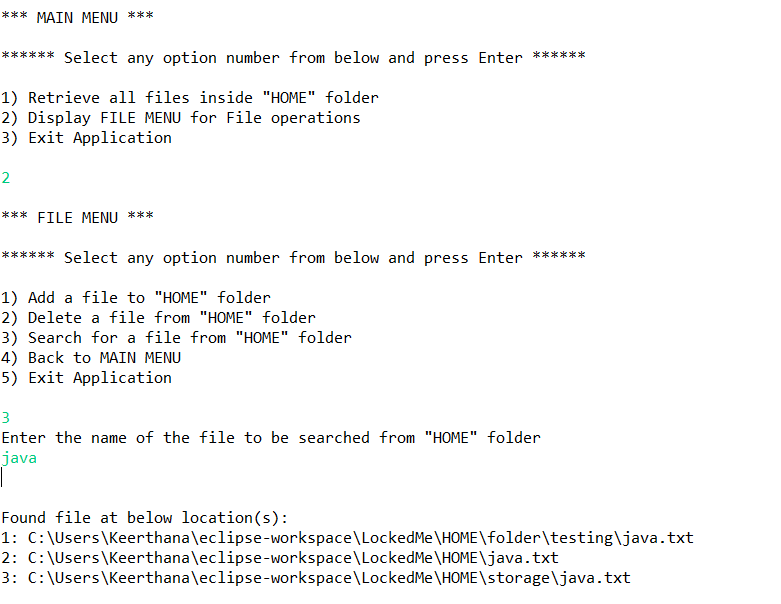 *** MAIN MENU ***
****** Select any option number from below and press Enter ******
1) Retrieve all files inside "HOME" folder
2) Display FILE MENU for File operations
3) Exit Application
2
*** FILE MENU ***
****** Select any option number from below and press Enter ******
1) Add a file to "HOME" folder
2) Delete a file from "HOME" folder
3) Search for a file from "HOME" folder
4) Back to MAIN MENU
5) Exit Application
3
Enter the name of the file to be searched from "HOME" folder
java
Found file at below location(s):
1: C:\Users\Keerthana\eclipse-workspace\LockedMe\HOME\folder\testing\java.txt
2: C:\Users\Keerthana\eclipse-workspace\LockedMe\HOME\java.txt
3: C:\Users\Keerthana\eclipse-workspace\LockedMe\HOME\storage\java.txt